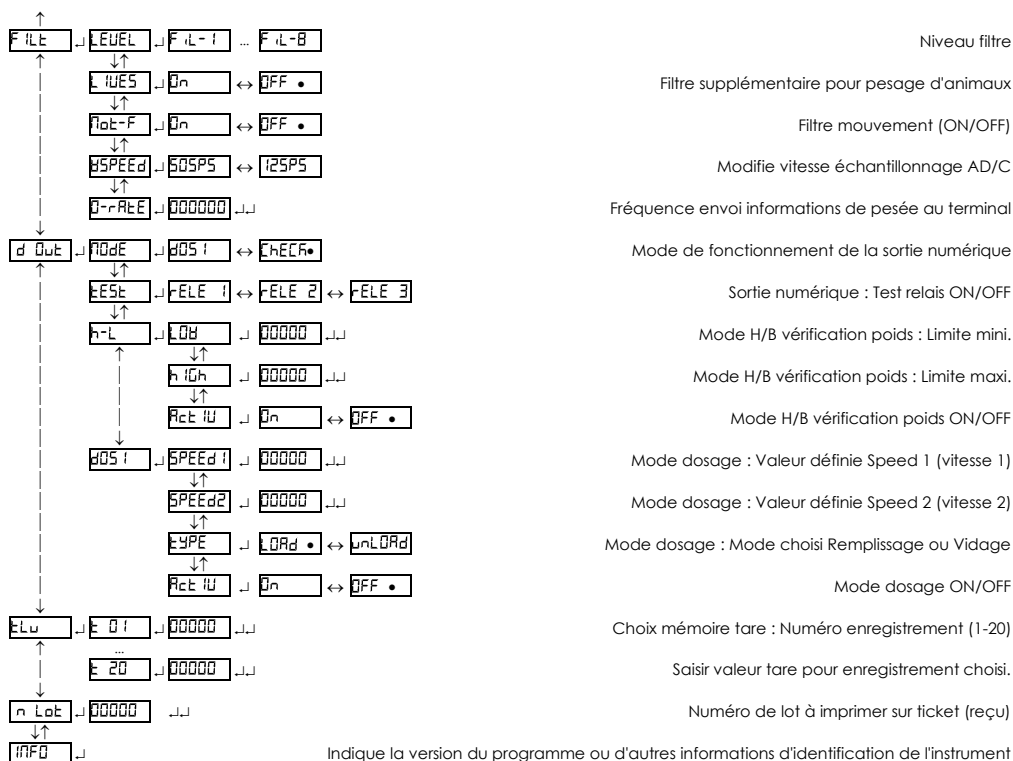 FILt LEVEL FiL-1 ... FiL-8 Niveau filtre
LIVES On ↔ OFF • Filtre supplémentaire pour pesage d'animaux
Mot-F On ↔ OFF • Filtre mouvement (ON/OFF)
WSPEEd 50SPS ↔ 12SPS Modifie vitesse échantillonnage AD/C
O-rAtE 000000 Fréquence envoi informations de pesée au terminal
d Out MOdE dOS1 ↔ ChECK• Mode de fonctionnement de la sortie numérique
tESt rELE 1 ↔ rELE 2 ↔ rELE 3 Sortie numérique : Test relais ON/OFF
h-L LOW 00000 Mode H/B vérification poids : Limite mini.
hIGh 00000 Mode H/B vérification poids : Limite maxi.
ActIV On ↔ OFF • Mode H/B vérification poids ON/OFF
dOS1 SPEEd1 00000 Mode dosage : Valeur définie Speed 1 (vitesse 1)
SPEEd2 00000 Mode dosage : Valeur définie Speed 2 (vitesse 2)
tYPE LOAd • ↔ unLOAd Mode dosage : Mode choisi Remplissage ou Vidage
ActIV On ↔ OFF • Mode dosage ON/OFF
tLu t 01 00000 Choix mémoire tare : Numéro enregistrement (1-20)
...
t 20 00000 Saisir valeur tare pour enregistrement choisi.
n Lot 00000 Numéro de lot à imprimer sur ticket (reçu)
INFO Indique la version du programme ou d'autres informations d'identification de l'instrument